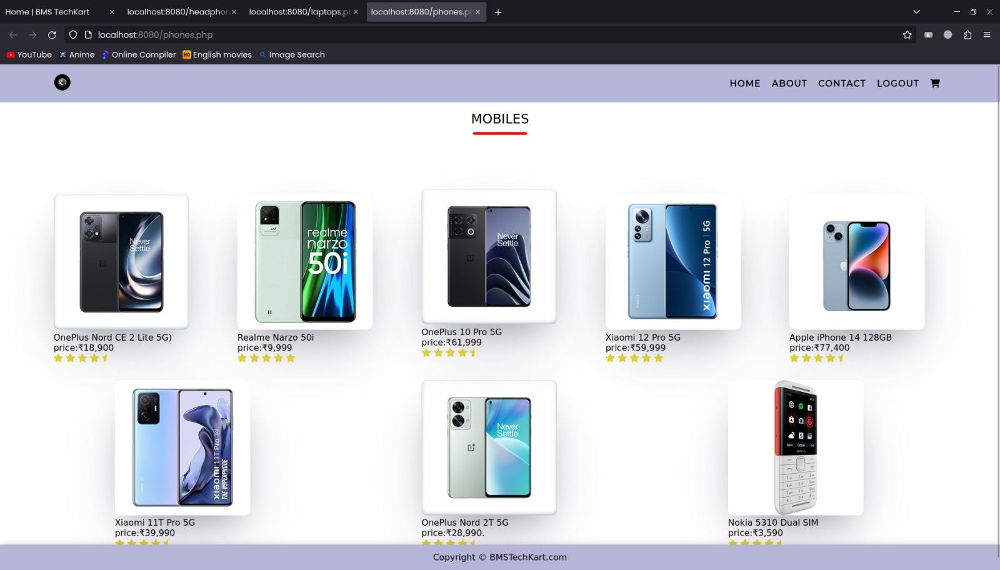 Home | BMS TechKart
localhost:8080/headphon
localhost:8080/laptops.ph
localhost:8080/phones.ph
localhost:8080/phones.php
YouTube
Anime
Online Compiler
HD
English movies
Image Search
HOME
ABOUT
CONTACT
LOGOUT
MOBILES
Never
Settle
realme
narzo
50i
Never
Settle
xiaomi 12 Pro | 5G
OnePlus Nord CE 2 Lite 5G)
price:₹18,900
Realme Narzo 50i
price:₹9,999
OnePlus 10 Pro 5G
price:₹61,999
Xiaomi 12 Pro 5G
price:₹59,999
Apple iPhone 14 128GB
price:₹77,400
xiaomi 11T Pro 5G
THE HYPERPHONE
Never
Settle
NOKIA
Xiaomi 11T Pro 5G
price:₹39,990
OnePlus Nord 2T 5G
price:₹28,990.
Nokia 5310 Dual SIM
price:₹3,590
Copyright © BMSTechKart.com